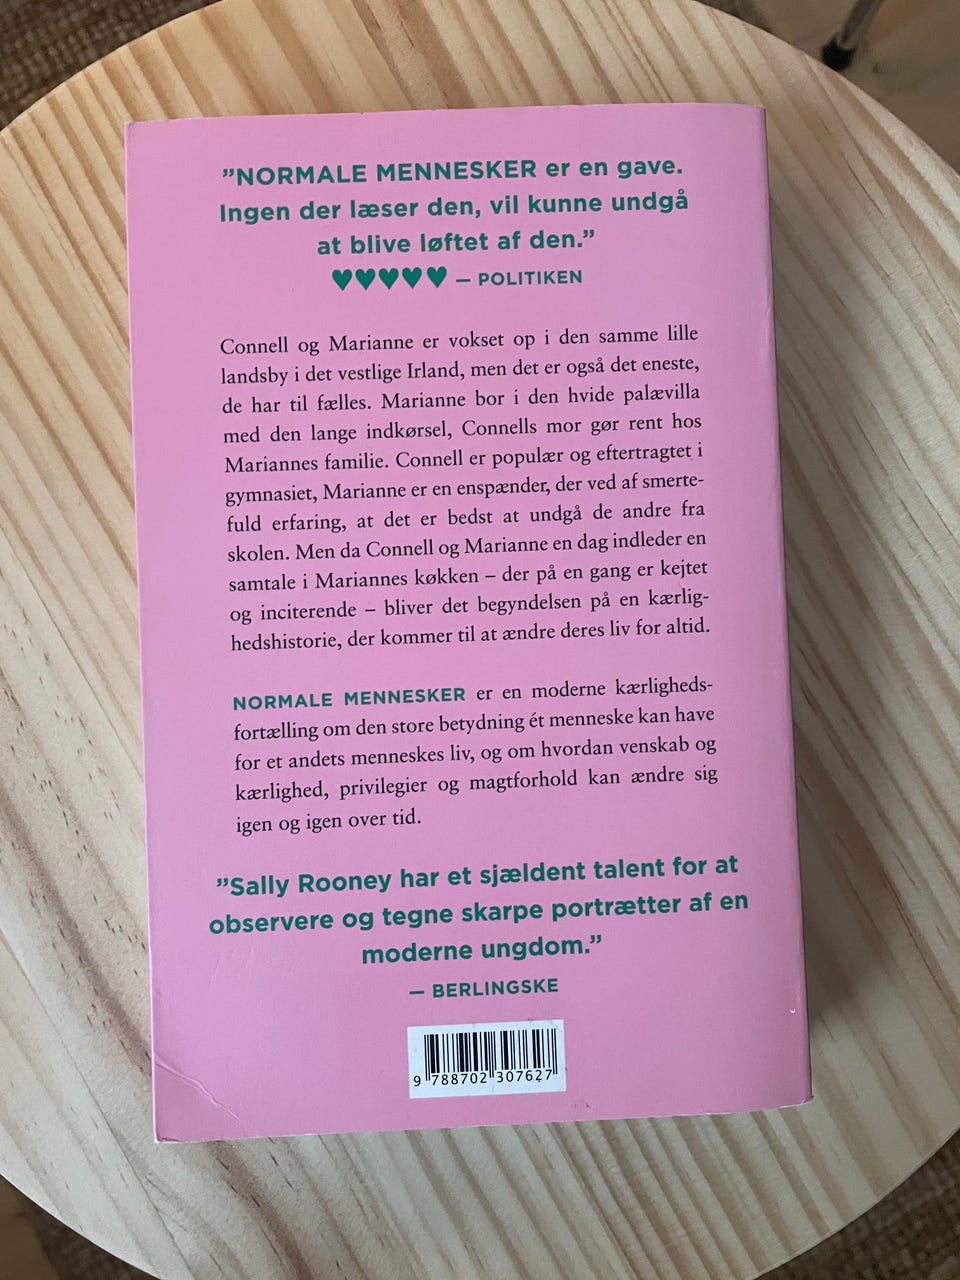 ”NORMALE MENNESKER er en gave.
Ingen der læser den, vil kunne undgå
at blive løftet af den.”
♥♥♥♥♥ – POLITIKEN
Connell og Marianne er vokset op i den samme lille
landsby i det vestlige Irland, men det er også det eneste,
de har til fælles. Marianne bor i den hvide palævilla
med den lange indkørsel, Connells mor gør rent hos
Mariannes familie. Connell er populær og eftertragtet i
gymnasiet, Marianne er en enspænder, der ved af smerte-
fuld erfaring, at det er bedst at undgå de andre fra
skolen. Men da Connell og Marianne en dag indleder en
samtale i Mariannes køkken – der på en gang er kejtet
og inciterende – bliver det begyndelsen på en kærlig-
hedshistorie, der kommer til at ændre deres liv for altid.
NORMALE MENNESKER er en moderne kærligheds-
fortælling om den store betydning ét menneske kan have
for et andets menneskes liv, og om hvordan venskab og
kærlighed, privilegier og magtforhold kan ændre sig
igen og igen over tid.
”Sally Rooney har et sjældent talent for at
observere og tegne skarpe portrætter af en
moderne ungdom.”
– BERLINGSKE
9 788702 307627